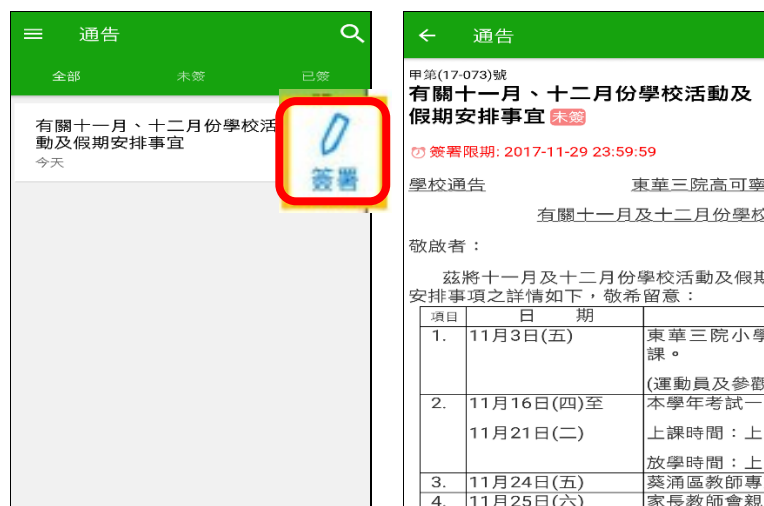 通告
全部 未簽 已簽
有關十一月、十二月份學校活
動及假期安排事宜
今天
簽署
通告
甲第(17-073)號
有關十一月、十二月份學校活動及
假期安排事宜 未簽
簽署限期: 2017-11-29 23:59:59
學校通告 東華三院高可寧
有關十一月及十二月份學校
敬啟者：
茲將十一月及十二月份學校活動及假期
安排事項之詳情如下，敬希留意：
項目 日 期
1. 11月3日(五) 東華三院小學
課。
(運動員及參觀
2. 11月16日(四)至 本學年考試一
11月21日(二) 上課時間：上
放學時間：上
3. 11月24日(五) 葵涌區教師專
4. 11月25日(六) 家長教師會親